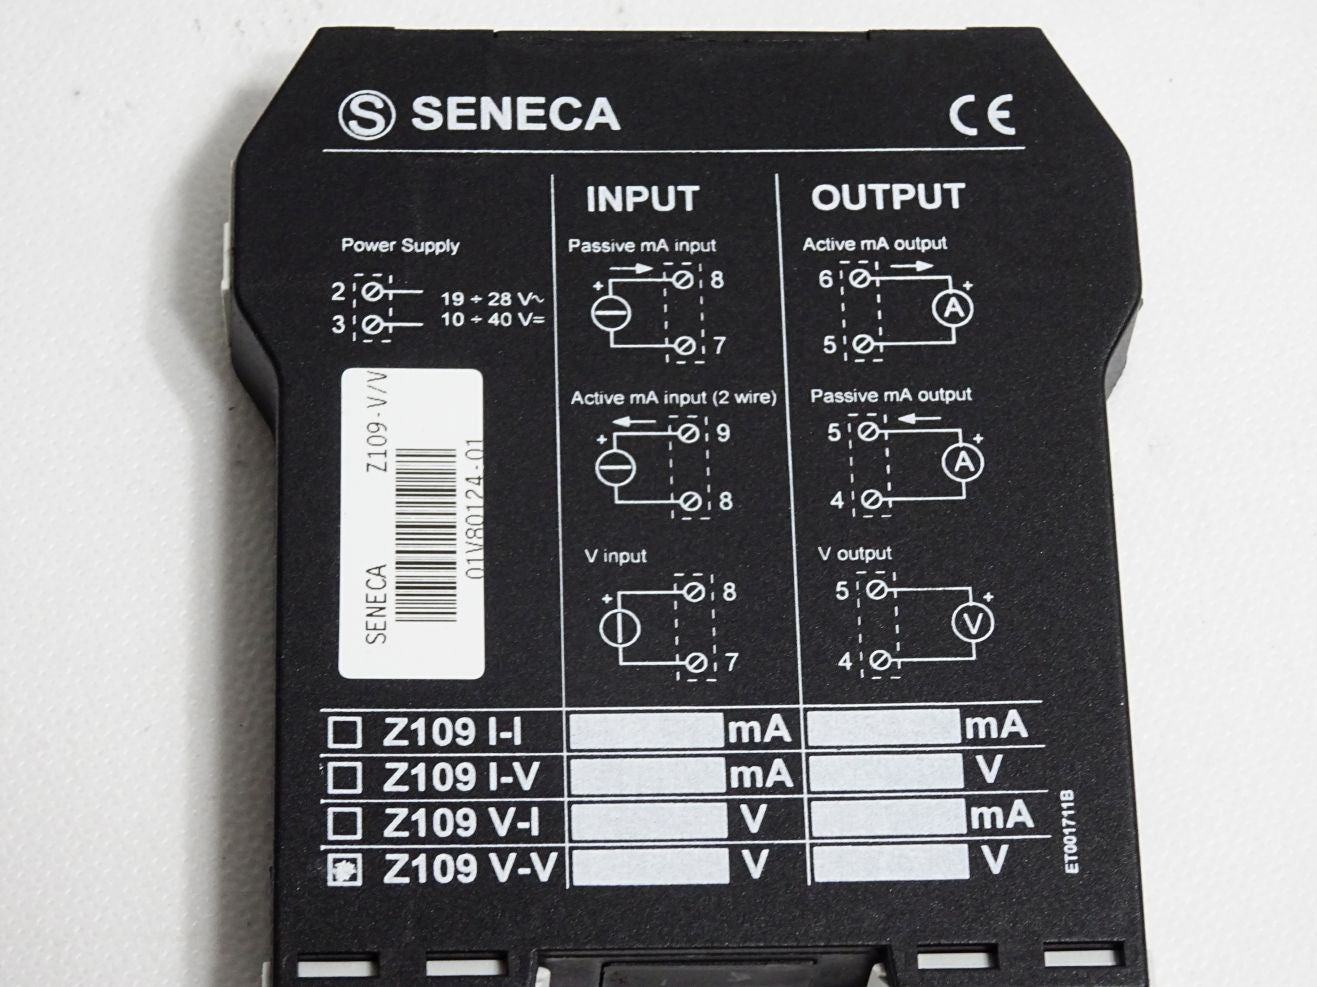 S SENECA CE
INPUT
OUTPUT
Power Supply
2
3
19 ÷ 28 V~
10 ÷ 40 V=
Passive mA input
+
8
7
Active mA input (2 wire)
+
9
8
V input
+
8
7
Active mA output
6
5
+
A
Passive mA output
5
4
+
A
V output
5
4
+
V
SENECA Z109-V/V
01V80124-01
Z109 I-I mA mA
Z109 I-V mA V
Z109 V-I V mA
Z109 V-V V V
ET001711B